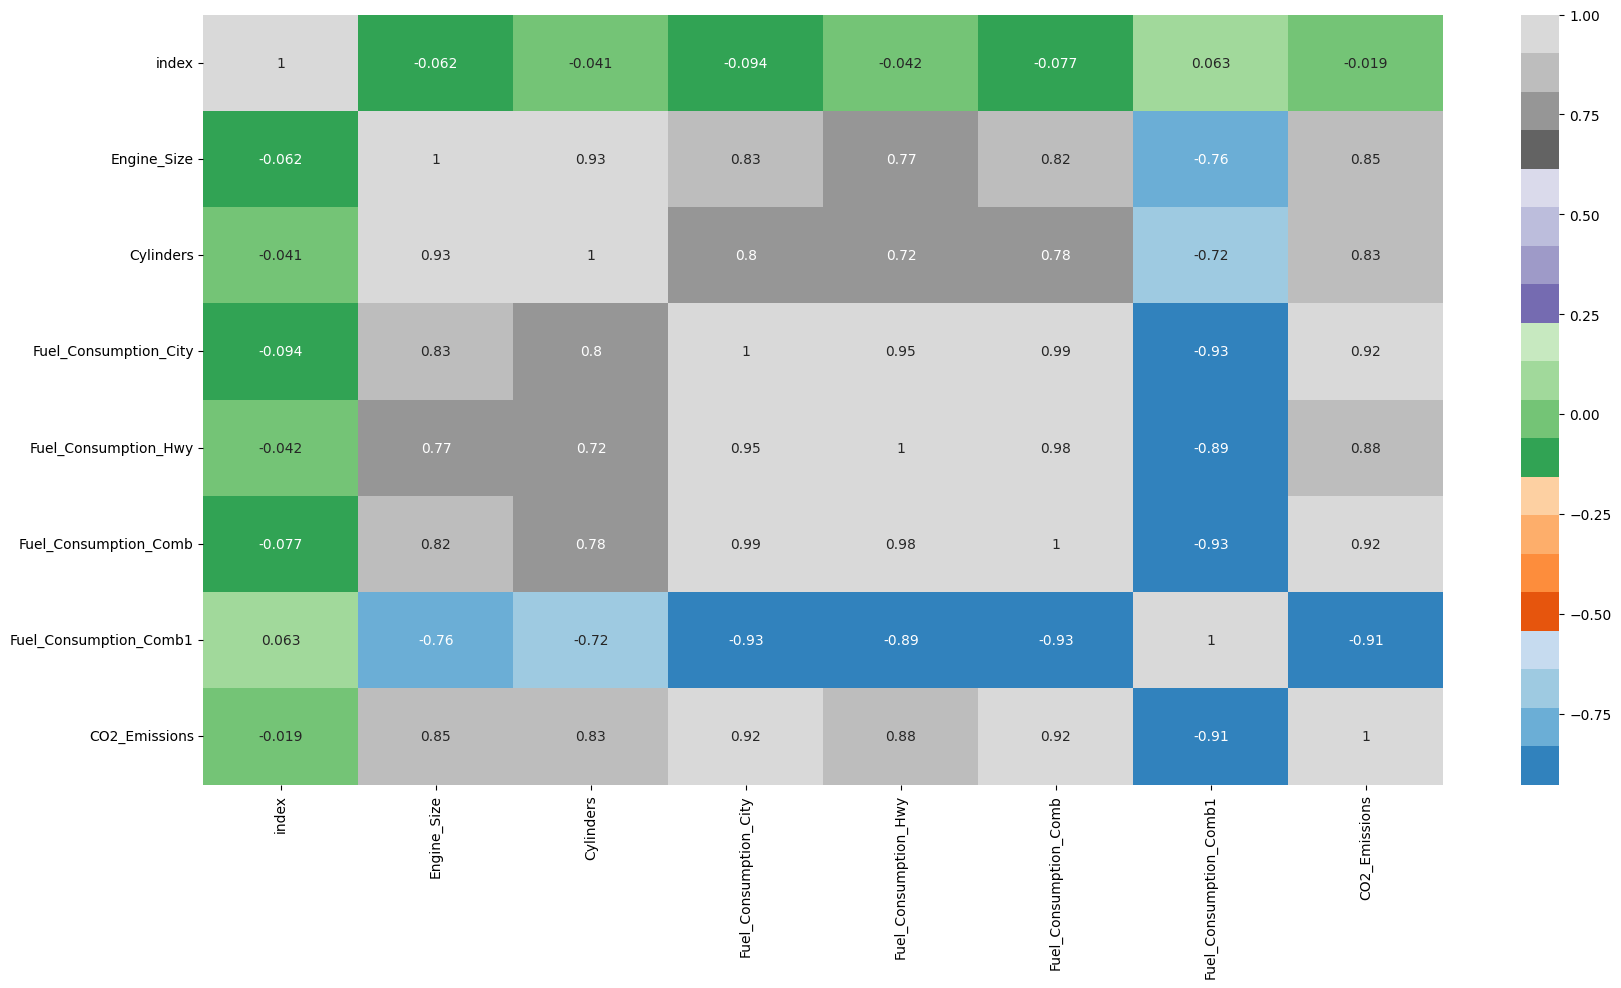 index 1 -0.062 -0.041 -0.094 -0.042 -0.077 0.063 -0.019
Engine_Size -0.062 1 0.93 0.83 0.77 0.82 -0.76 0.85
Cylinders -0.041 0.93 1 0.8 0.72 0.78 -0.72 0.83
Fuel_Consumption_City -0.094 0.83 0.8 1 0.95 0.99 -0.93 0.92
Fuel_Consumption_Hwy -0.042 0.77 0.72 0.95 1 0.98 -0.89 0.88
Fuel_Consumption_Comb -0.077 0.82 0.78 0.99 0.98 1 -0.93 0.92
Fuel_Consumption_Comb1 0.063 -0.76 -0.72 -0.93 -0.89 -0.93 1 -0.91
CO2_Emissions -0.019 0.85 0.83 0.92 0.88 0.92 -0.91 1
index
Engine_Size
Cylinders
Fuel_Consumption_City
Fuel_Consumption_Hwy
Fuel_Consumption_Comb
Fuel_Consumption_Comb1
CO2_Emissions
1.00
0.75
0.50
0.25
0.00
−0.25
−0.50
−0.75